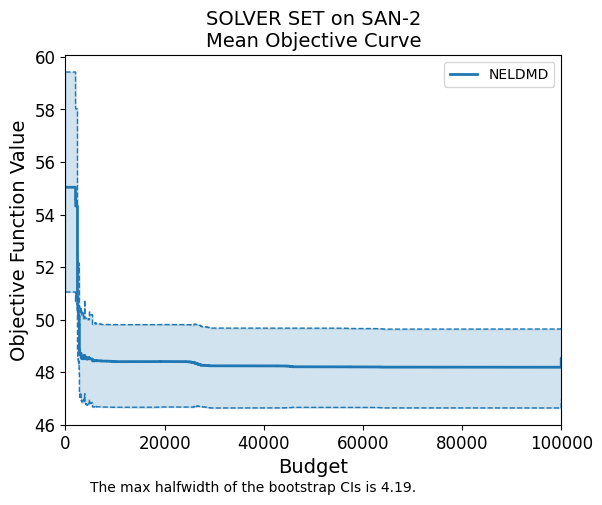 SOLVER SET on SAN-2
Mean Objective Curve
NELDMD
Objective Function Value
60
58
56
54
52
50
48
46
0
20000
40000
60000
80000
100000
Budget
The max halfwidth of the bootstrap CIs is 4.19.